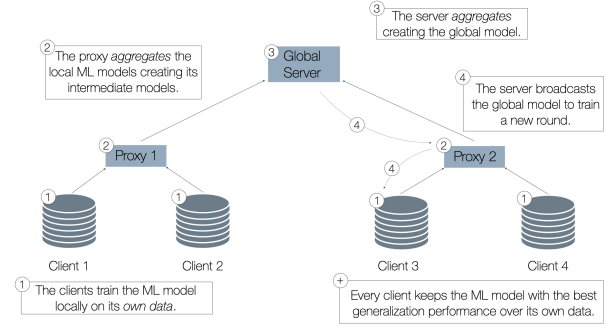 3
The server aggregates
creating the global model.
2
The proxy aggregates the
local ML models creating its
intermediate models.
3
Global
Server
4
The server broadcasts
the global model to train
a new round.
4
4
2
Proxy 1
2
Proxy 2
1
1
1
1
Client 1
Client 2
Client 3
Client 4
1
The clients train the ML model
locally on its own data.
+
Every client keeps the ML model with the best
generalization performance over its own data.